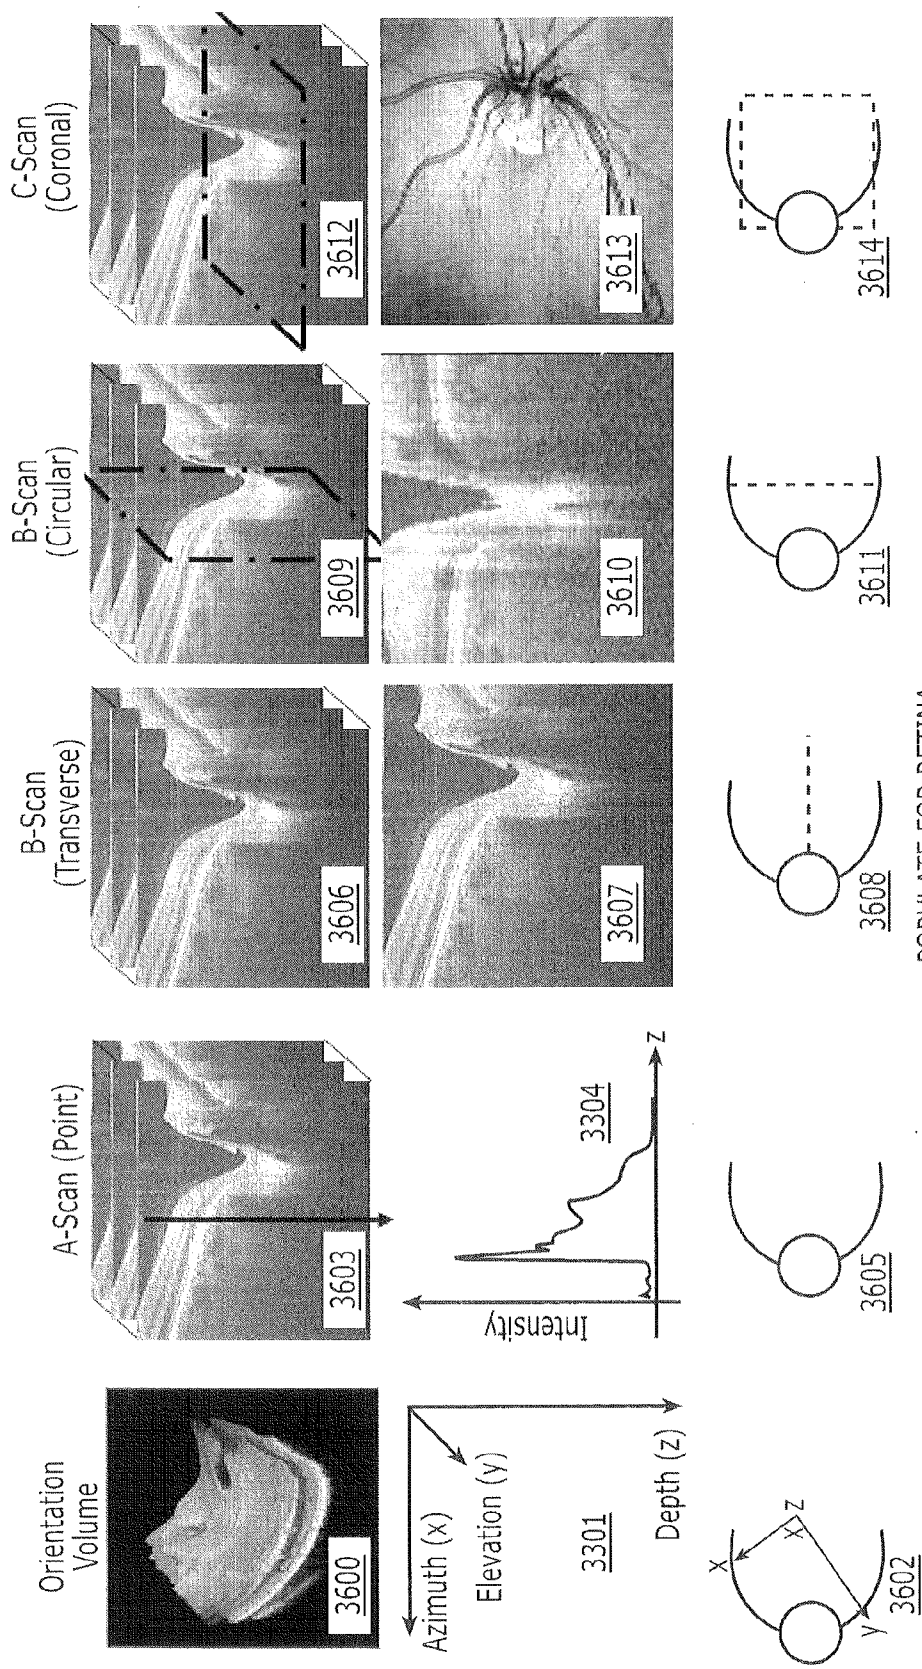 Orientation
Volume
3600
Azimuth (x)
Elevation (y)
3301
Depth (z)
x
y
x z
3602
A-Scan (Point)
3603
Intensity
3304
z
3605
B-Scan
(Transverse)
3606
3607
3608
B-Scan
(Circular)
3609
3610
3611
C-Scan
(Coronal)
3612
3613
3614